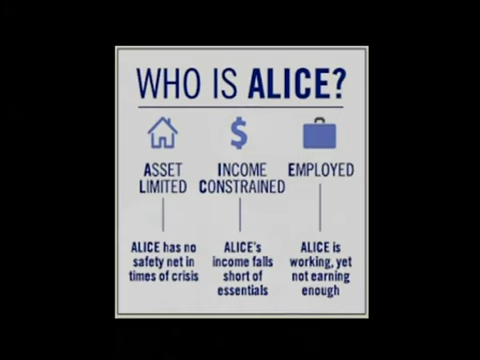 WHO IS ALICE?
$
ASSET
LIMITED
INCOME
CONSTRAINED
EMPLOYED
ALICE has no
safety net in
times of crisis
ALICE's
income falls
short of
essentials
ALICE is
working, yet
not earning
enough